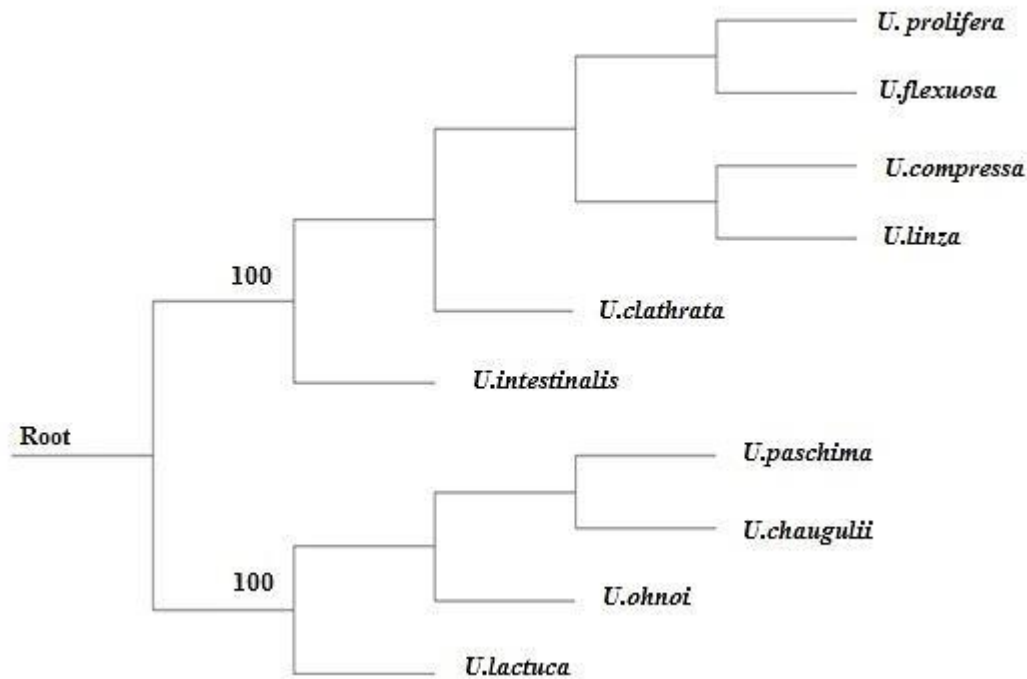 U. prolifera
U.flexuosa
U.compressa
U.linza
100
U.clathrata
U.intestinalis
Root
U.paschima
U.chaugulii
100
U.ohnoi
U.lactuca